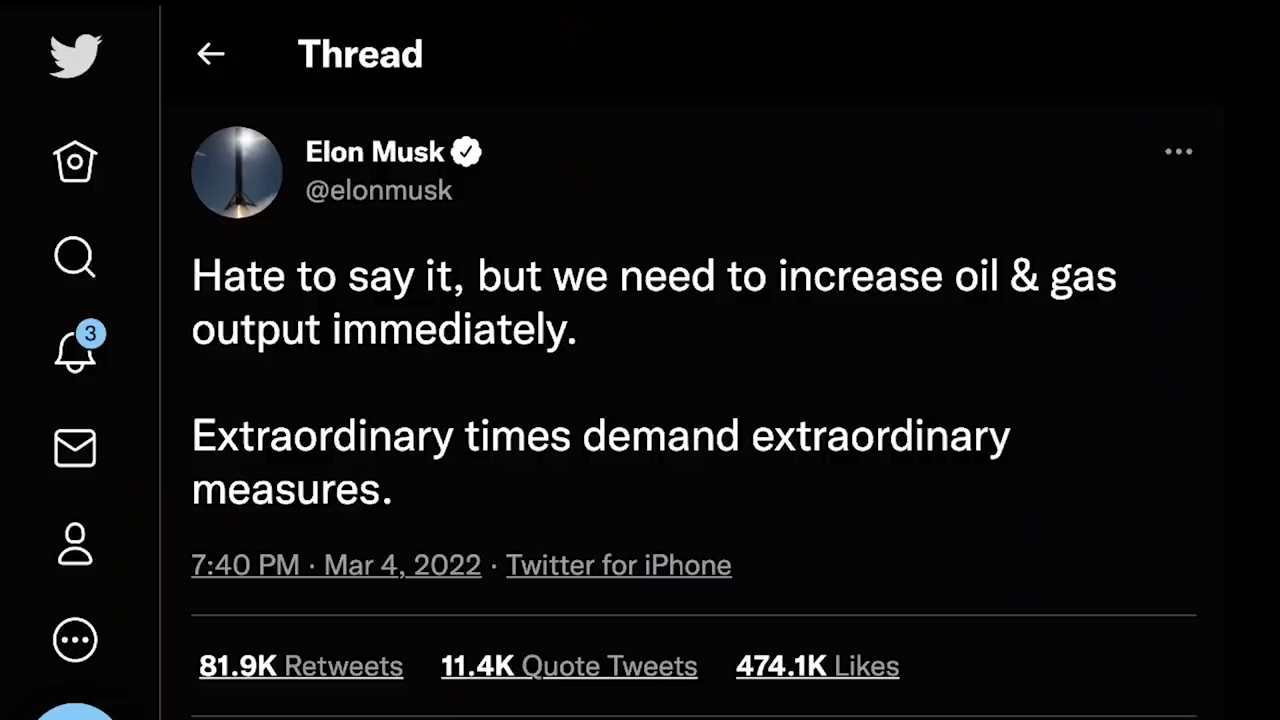 Thread
Elon Musk
@elonmusk
Hate to say it, but we need to increase oil & gas
output immediately.
Extraordinary times demand extraordinary
measures.
7:40 PM · Mar 4, 2022 · Twitter for iPhone
81.9K Retweets 11.4K Quote Tweets 474.1K Likes
3